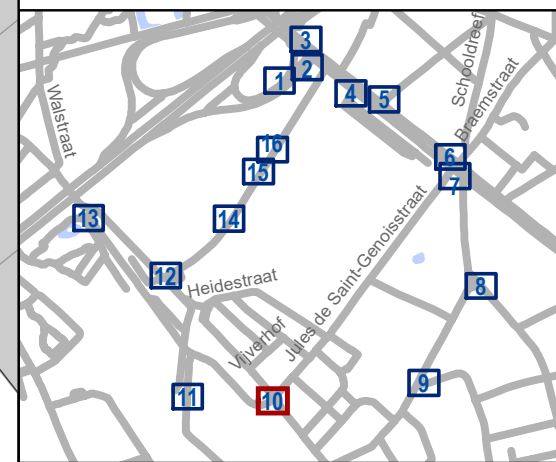 3
2
1
4
5
Schooldreef
Braemstraat
Walstraat
16
15
6
7
13
14
12
Heidestraat
Jules de Saint-Genoisstraat
8
Vijverhof
9
11
10